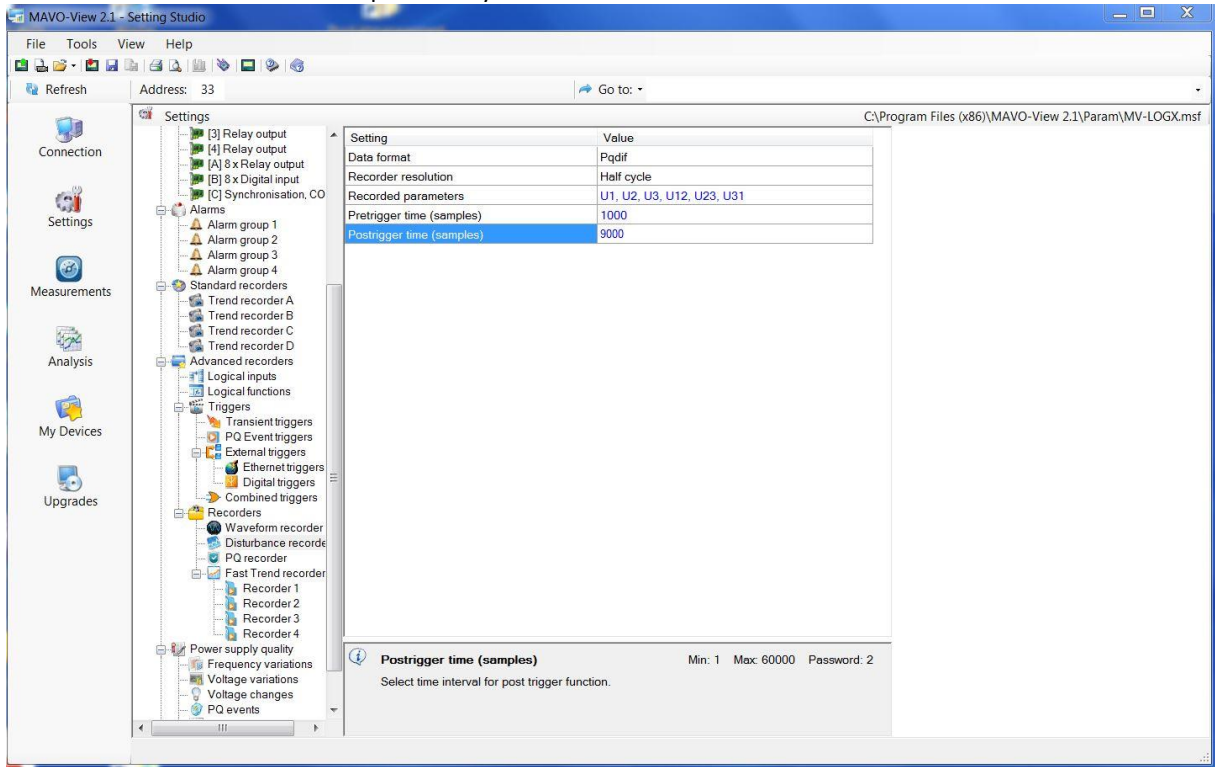 MAVO-View 2.1 - Setting Studio
File Tools View Help
Refresh Address: 33 Go to:
Settings C:\Program Files (x86)\MAVO-View 2.1\Param\MV-LOGX.msf
Connection
Settings
Measurements
Analysis
My Devices
Upgrades
[3] Relay output
[4] Relay output
[A] 8 x Relay output
[B] 8 x Digital input
[C] Synchronisation, CO
Alarms
Alarm group 1
Alarm group 2
Alarm group 3
Alarm group 4
Standard recorders
Trend recorder A
Trend recorder B
Trend recorder C
Trend recorder D
Advanced recorders
Logical inputs
Logical functions
Triggers
Transient triggers
PQ Event triggers
External triggers
Ethernet triggers
Digital triggers
Combined triggers
Recorders
Waveform recorder
Disturbance recorde
PQ recorder
Fast Trend recorder
Recorder 1
Recorder 2
Recorder 3
Recorder 4
Power supply quality
Frequency variations
Voltage variations
Voltage changes
PQ events
Setting Value
Data format Pqdif
Recorder resolution Half cycle
Recorded parameters U1, U2, U3, U12, U23, U31
Pretrigger time (samples) 1000
Postrigger time (samples) 9000
Postrigger time (samples) Min: 1 Max: 60000 Password: 2
Select time interval for post trigger function.